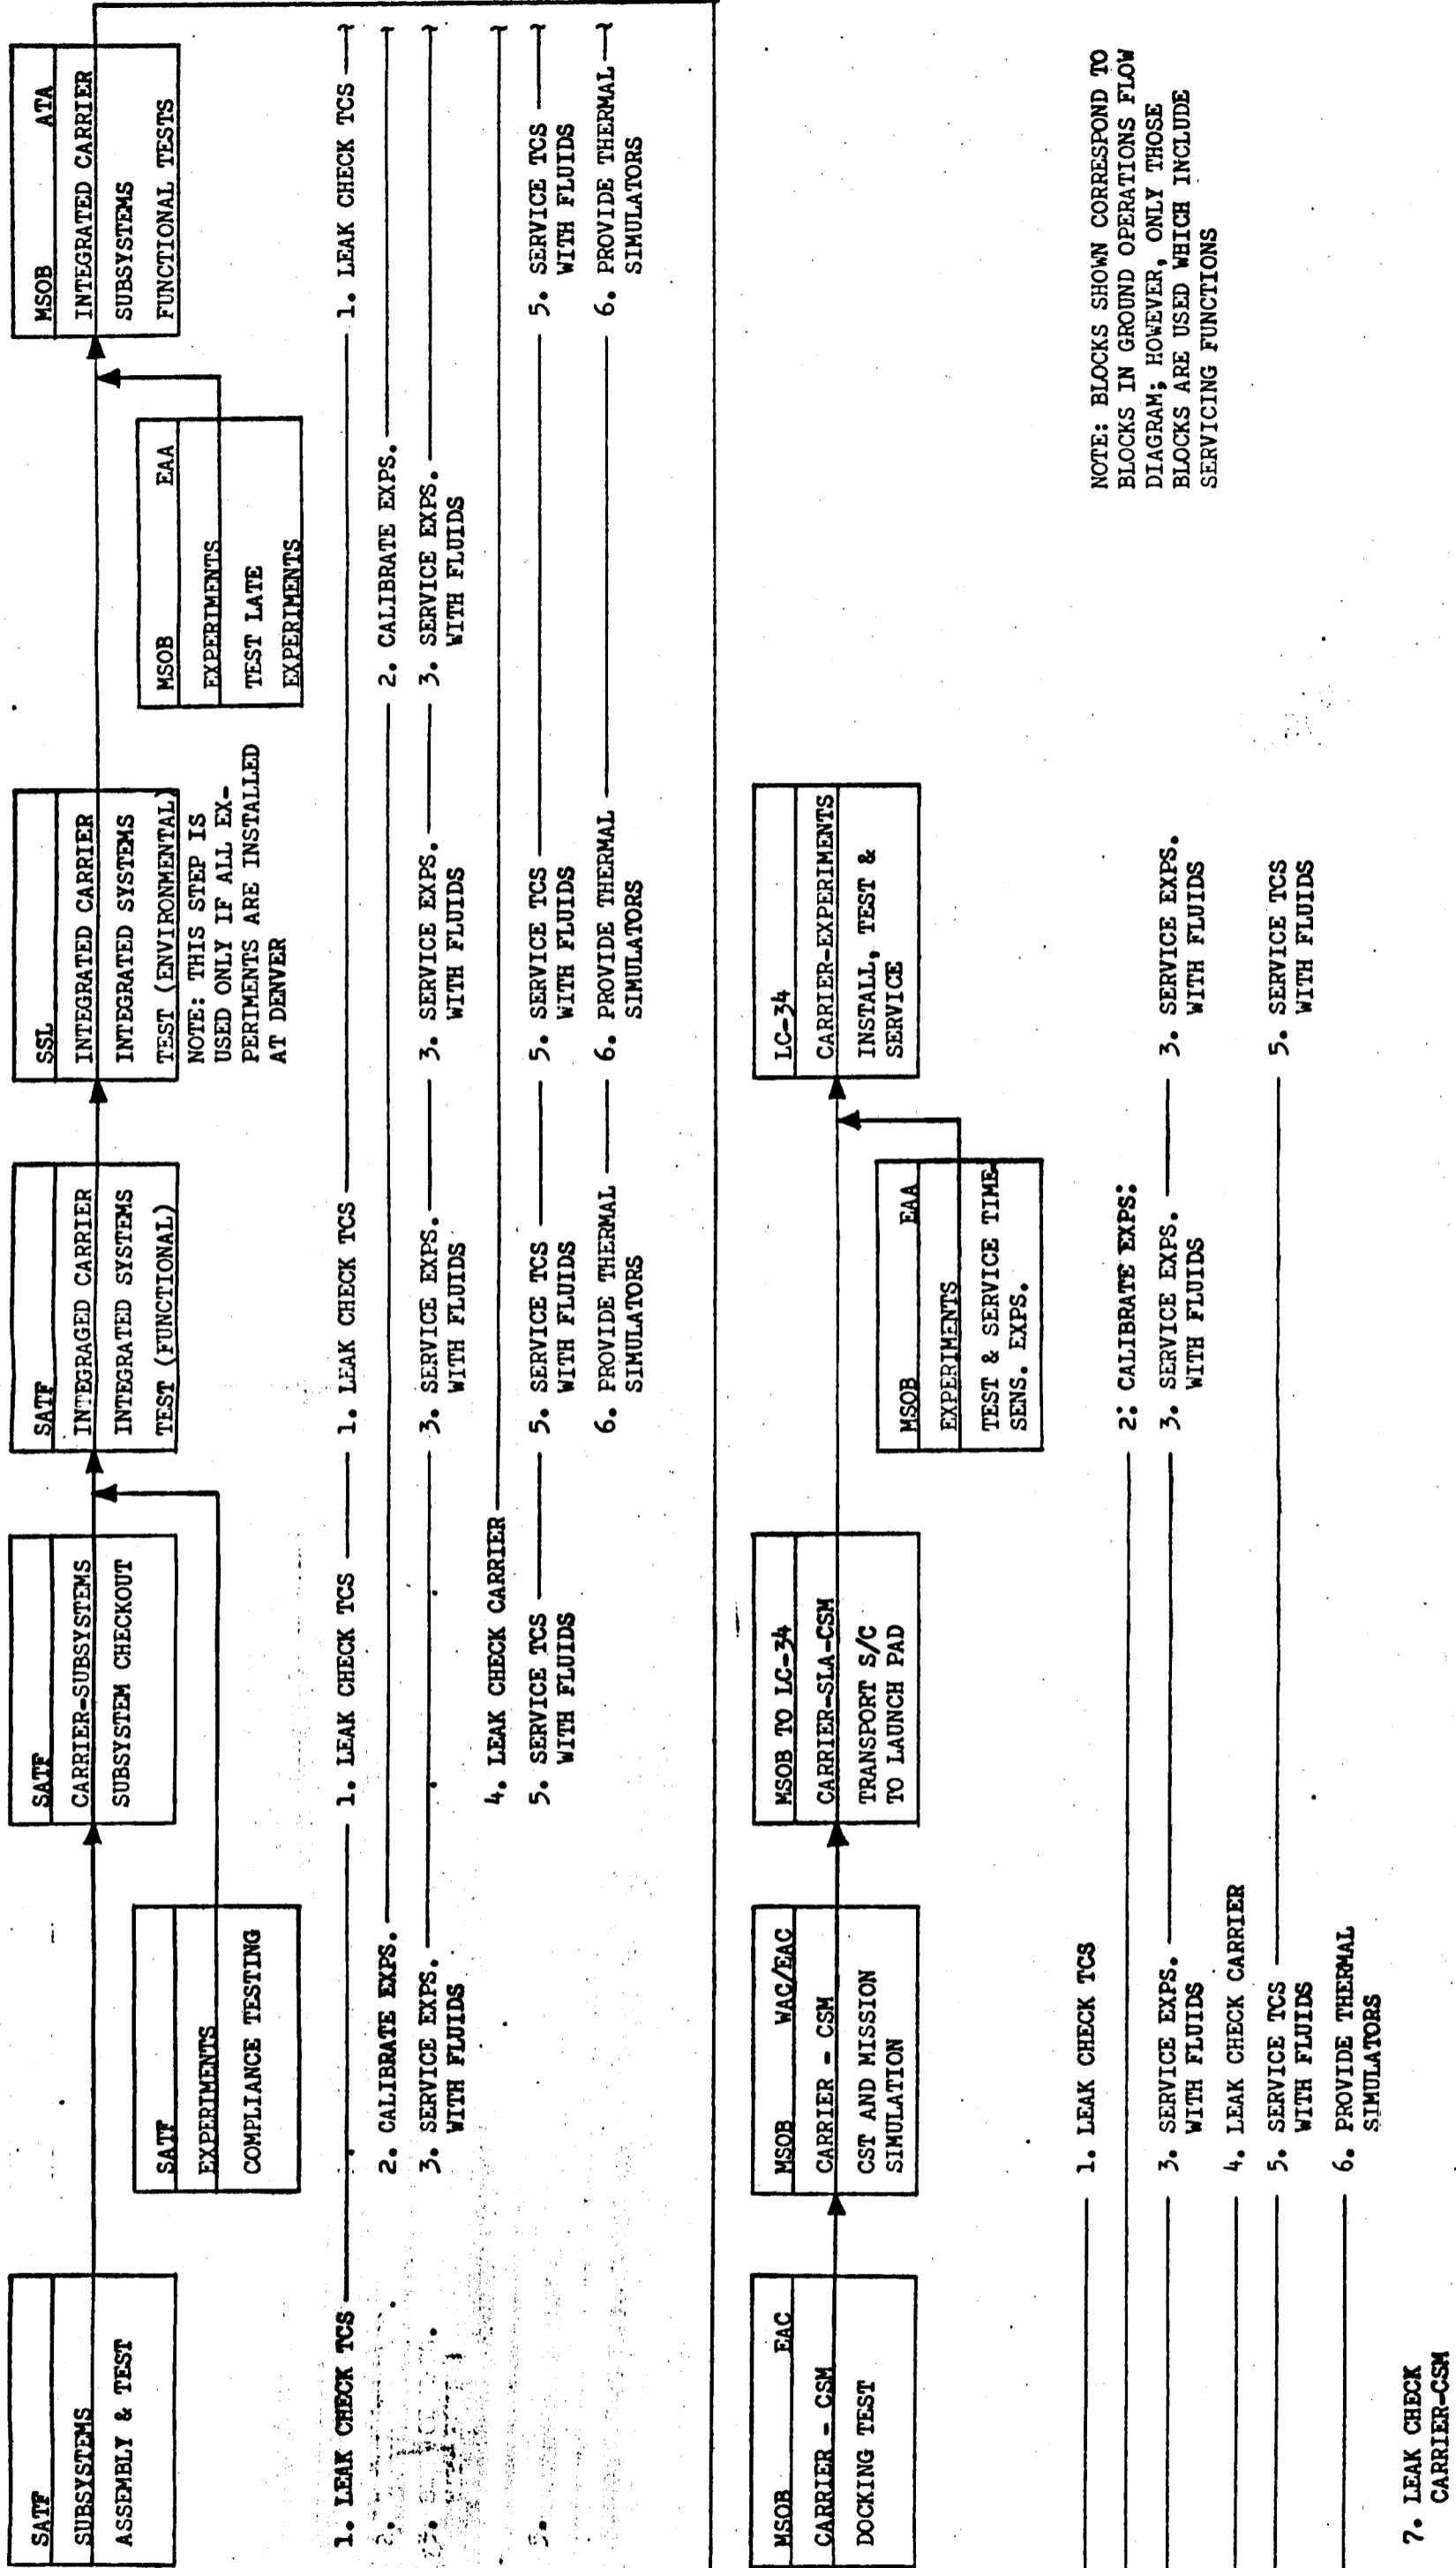 SATF
SUBSYSTEMS
ASSEMBLY & TEST
SATF
EXPERIMENTS
COMPLIANCE TESTING
SATF
CARRIER-SUBSYSTEMS
SUBSYSTEM CHECKOUT
SATF
INTEGRAGED CARRIER
INTEGRATED SYSTEMS
TEST (FUNCTIONAL)
SSL
INTEGRATED CARRIER
INTEGRATED SYSTEMS
TEST (ENVIRONMENTAL)
NOTE: THIS STEP IS
USED ONLY IF ALL EX-
PERIMENTS ARE INSTALLED
AT DENVER
MSOB EAA
EXPERIMENTS
TEST LATE
EXPERIMENTS
MSOB ATA
INTEGRATED CARRIER
SUBSYSTEMS
FUNCTIONAL TESTS
1. LEAK CHECK TCS
1. LEAK CHECK TCS
1. LEAK CHECK TCS
1. LEAK CHECK TCS
2.
2. CALIBRATE EXPS.
2. CALIBRATE EXPS.
3. SERVICE EXPS.
WITH FLUIDS
3. SERVICE EXPS.
WITH FLUIDS
3. SERVICE EXPS.
WITH FLUIDS
3. SERVICE EXPS.
WITH FLUIDS
4. LEAK CHECK CARRIER
5.
5. SERVICE TCS
WITH FLUIDS
5. SERVICE TCS
WITH FLUIDS
5. SERVICE TCS
WITH FLUIDS
5. SERVICE TCS
WITH FLUIDS
6. PROVIDE THERMAL
SIMULATORS
6. PROVIDE THERMAL
SIMULATORS
6. PROVIDE THERMAL
SIMULATORS
MSOB EAC
CARRIER - CSM
DOCKING TEST
MSOB WAC/EAC
CARRIER - CSM
CST AND MISSION
SIMULATION
MSOB TO LC-34
CARRIER-SLA-CSM
TRANSPORT S/C
TO LAUNCH PAD
MSOB EAA
EXPERIMENTS
TEST & SERVICE TIME
SENS. EXPS.
LC-34
CARRIER-EXPERIMENTS
INSTALL, TEST &
SERVICE
NOTE: BLOCKS SHOWN CORRESPOND TO
BLOCKS IN GROUND OPERATIONS FLOW
DIAGRAM; HOWEVER, ONLY THOSE
BLOCKS ARE USED WHICH INCLUDE
SERVICING FUNCTIONS
1. LEAK CHECK TCS
2: CALIBRATE EXPS:
3. SERVICE EXPS.
WITH FLUIDS
3. SERVICE EXPS.
WITH FLUIDS
3. SERVICE EXPS.
WITH FLUIDS
4. LEAK CHECK CARRIER
5. SERVICE TCS
WITH FLUIDS
5. SERVICE TCS
WITH FLUIDS
6. PROVIDE THERMAL
SIMULATORS
7. LEAK CHECK
CARRIER-CSM